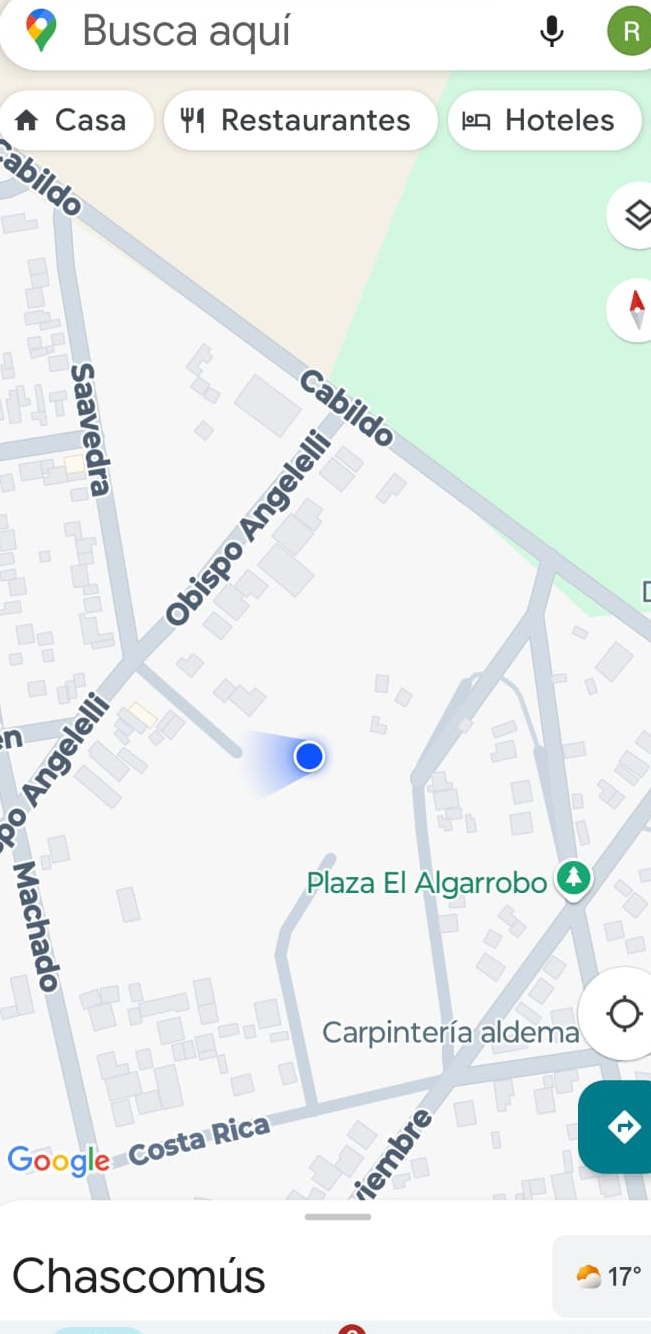 Busca aquí
R
Casa
Restaurantes
Hoteles
Cabildo
Saavedra
Cabildo
Obispo Angelelli
Angelelli
Machado
Plaza El Algarrobo
Carpintería aldema
Costa Rica
viembre
Google
Chascomús
17°